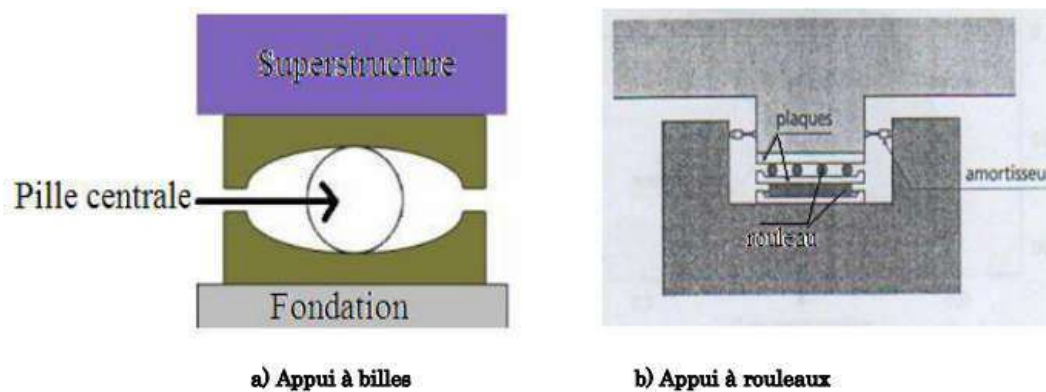 Superstructure
Pille centrale
Fondation
plaques
amortisseu
rouleau
a) Appui à billes
b) Appui à rouleaux